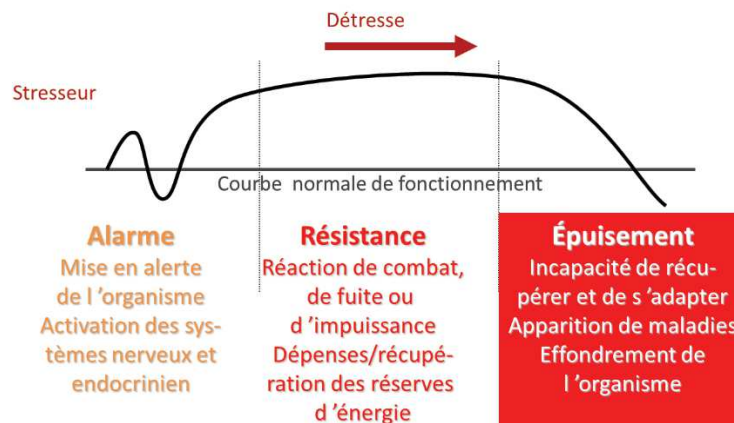 Détresse
Stresseur
Courbe normale de fonctionnement
Alarme
Mise en alerte
de l ’organisme
Activation des sys-
tèmes nerveux et
endocrinien
Résistance
Réaction de combat,
de fuite ou
d ’impuissance
Dépenses/récupé-
ration des réserves
d ’énergie
Épuisement
Incapacité de récu-
pérer et de s ’adapter
Apparition de maladies
Effondrement de
l ’organisme